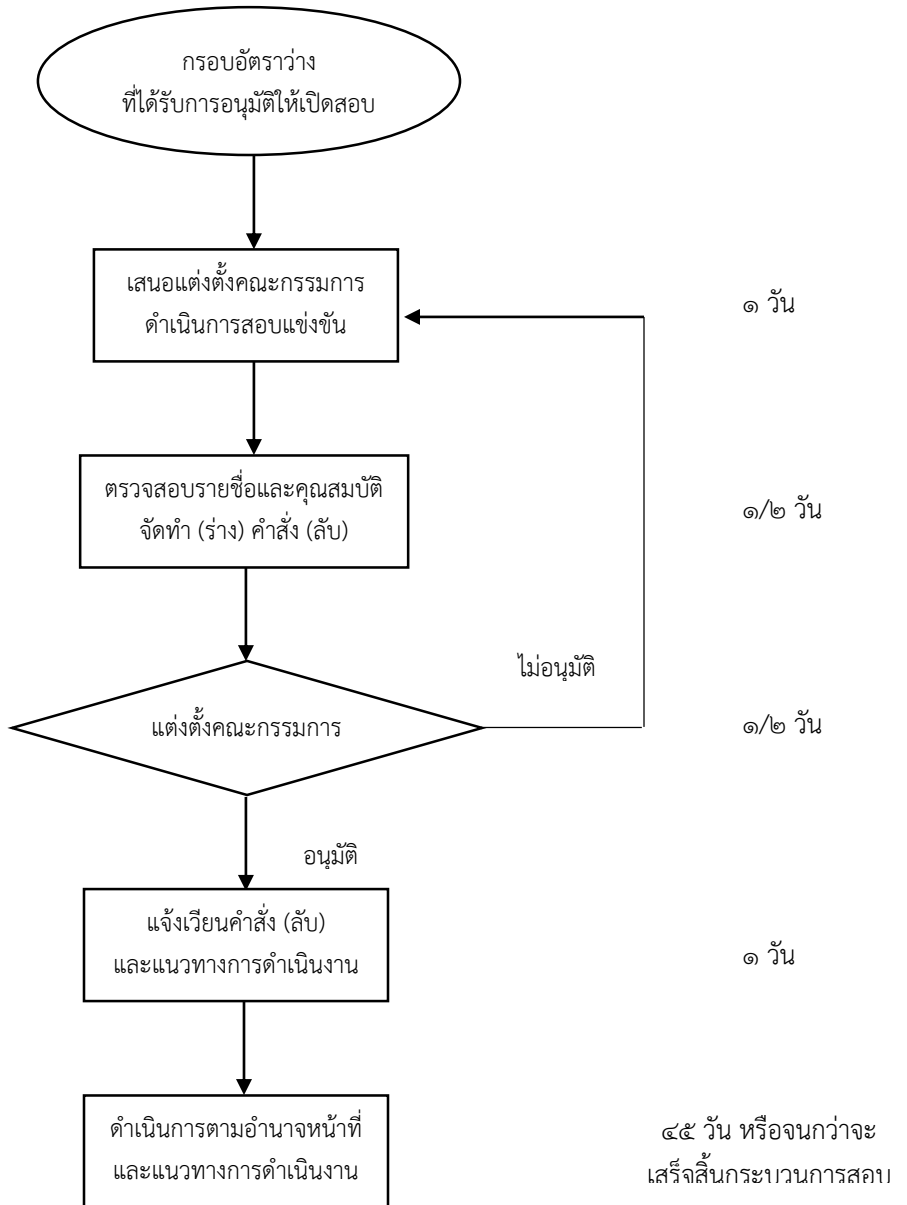 กรอบอัตราว่าง
ที่ได้รับการอนุมัติให้เปิดสอบ
เสนอแต่งตั้งคณะกรรมการ
ดำเนินการสอบแข่งขัน
๑ วัน
ตรวจสอบรายชื่อและคุณสมบัติ
จัดทำ (ร่าง) คำสั่ง (ลับ)
๑/๒ วัน
ไม่อนุมัติ
แต่งตั้งคณะกรรมการ
๑/๒ วัน
อนุมัติ
แจ้งเวียนคำสั่ง (ลับ)
และแนวทางการดำเนินงาน
๑ วัน
ดำเนินการตามอำนาจหน้าที่
และแนวทางการดำเนินงาน
๔๕ วัน หรือจนกว่าจะ
เสร็จสิ้นกระบวนการสอบ